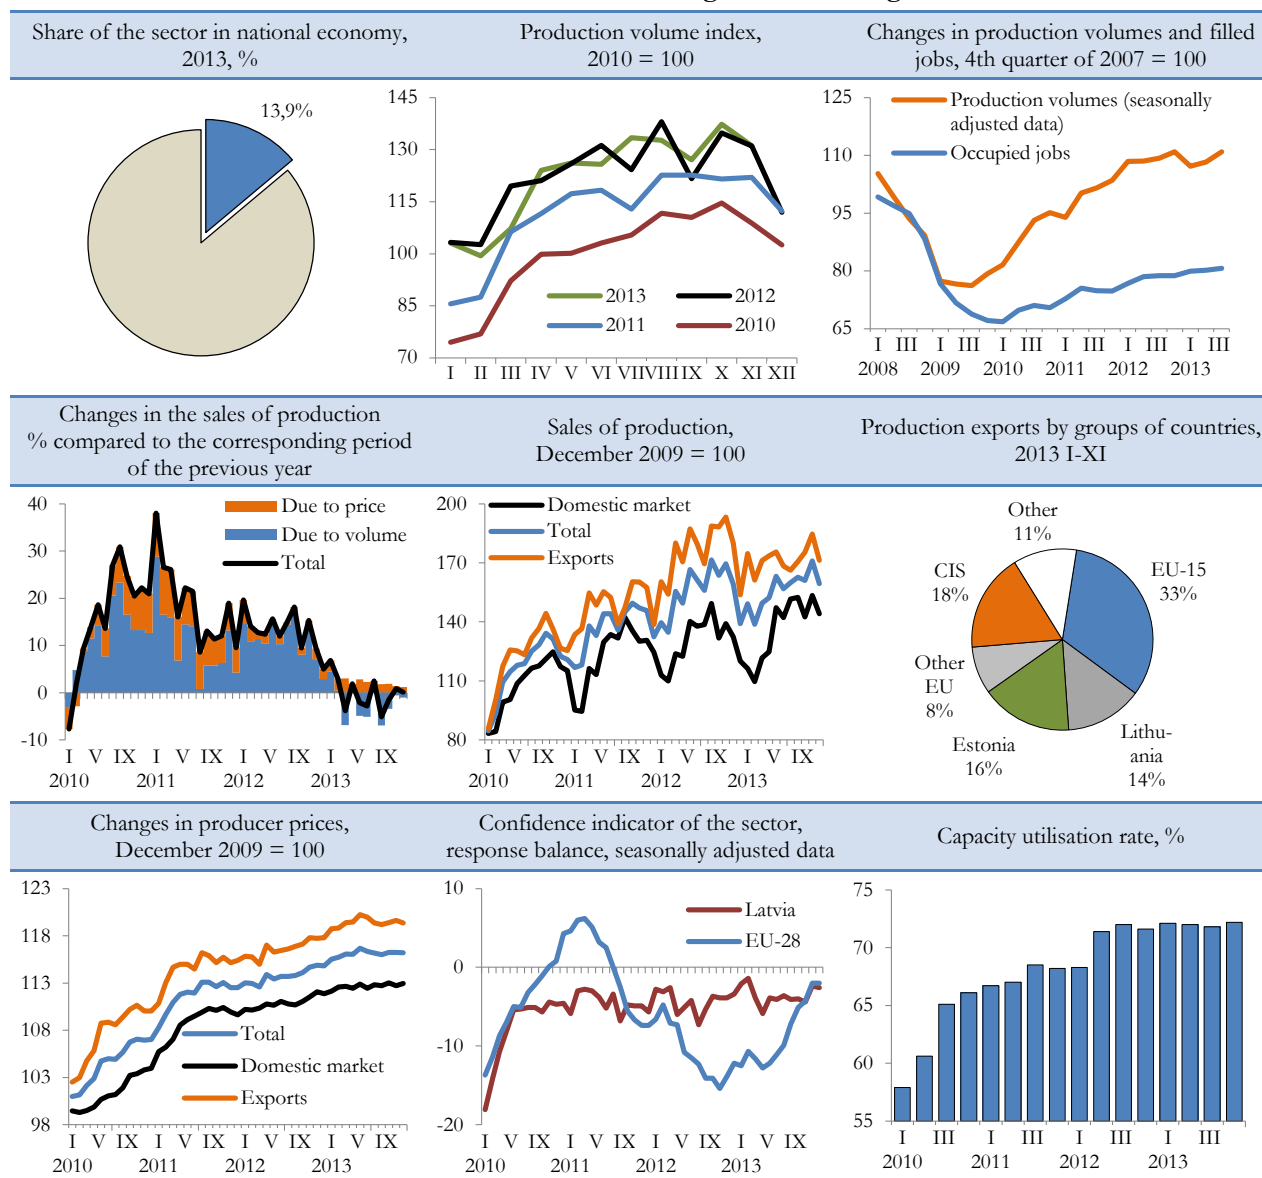 Share of the sector in national economy,
2013, %
13,9%
Production volume index,
2010 = 100
145
130
115
100
85
70
2013
2012
2011
2010
I II III IV V VI VII VIII IX X XI XII
Changes in production volumes and filled
jobs, 4th quarter of 2007 = 100
125
110
95
80
65
Production volumes (seasonally
adjusted data)
Occupied jobs
I III I III I III I III I III I III
2008 2009 2010 2011 2012 2013
Changes in the sales of production
% compared to the corresponding period
of the previous year
40
30
20
10
0
-10
Due to price
Due to volume
Total
I V IX I V IX I V IX I V IX
2010 2011 2012 2013
Sales of production,
December 2009 = 100
200
170
140
110
80
Domestic market
Total
Exports
I V IX I V IX I V IX I V IX
2010 2011 2012 2013
Production exports by groups of countries,
2013 I-XI
Other
11%
EU-15
33%
CIS
18%
Other
EU
8%
Estonia
16%
Lithu-
ania
14%
Changes in producer prices,
December 2009 = 100
123
118
113
108
103
98
Total
Domestic market
Exports
I V IX I V IX I V IX I V IX
2010 2011 2012 2013
Confidence indicator of the sector,
response balance, seasonally adjusted data
10
0
-10
-20
Latvia
EU-28
I V IX I V IX I V IX I V IX
2010 2011 2012 2013
Capacity utilisation rate, %
75
70
65
60
55
I III I III I III I III
2010 2011 2012 2013